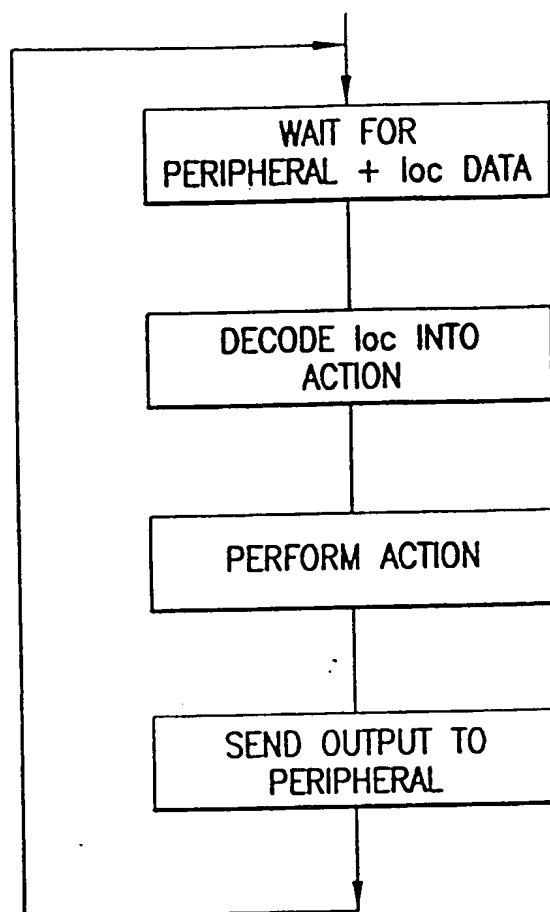 WAIT FOR
PERIPHERAL + loc DATA
DECODE loc INTO
ACTION
PERFORM ACTION
SEND OUTPUT TO
PERIPHERAL